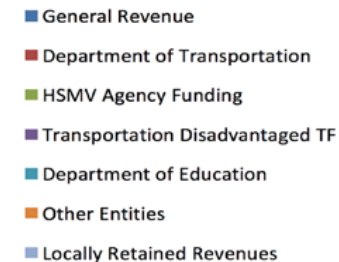 General Revenue
Department of Transportation
HSMV Agency Funding
Transportation Disadvantaged TF
Department of Education
Other Entities
Locally Retained Revenues